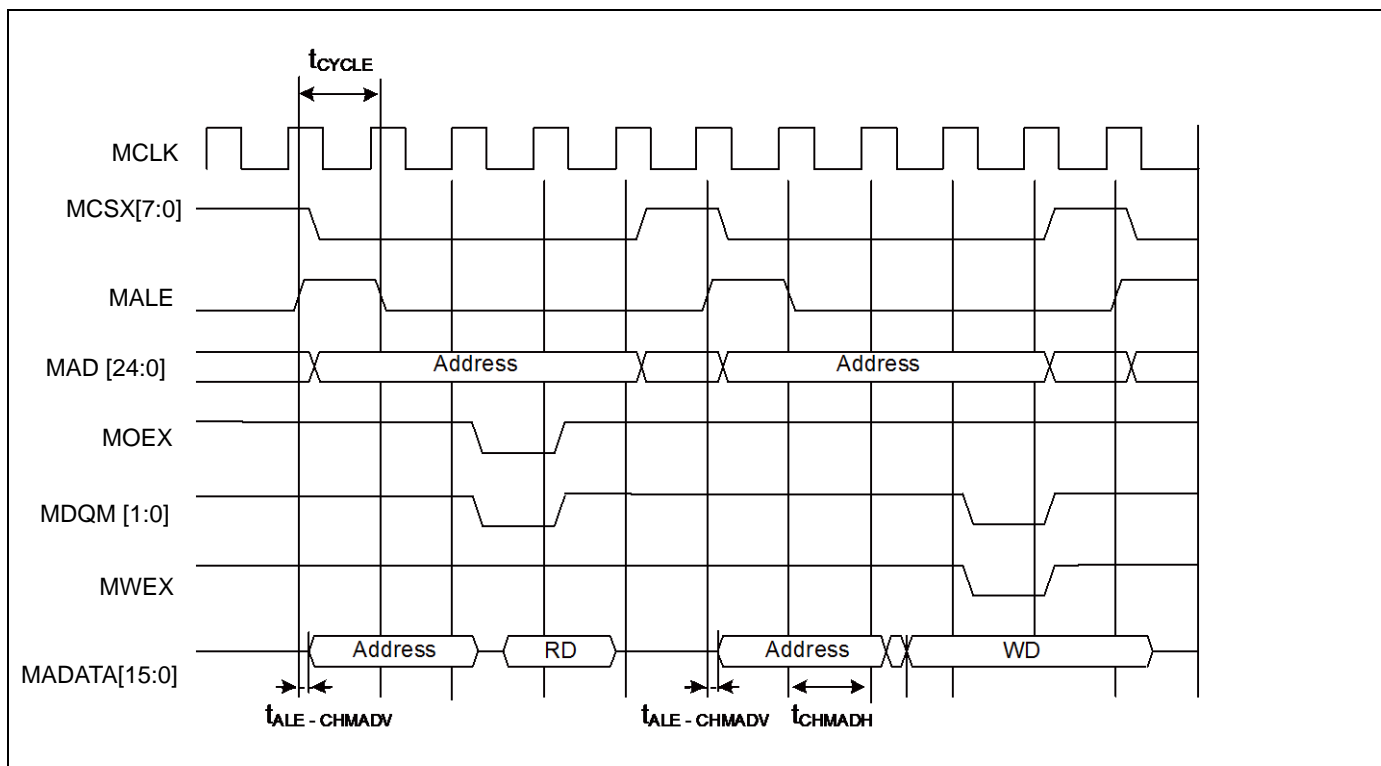 tCYCLE
MCLK
MCSX[7:0]
MALE
MAD [24:0]
Address
Address
MOEX
MDQM [1:0]
MWEX
MADATA[15:0]
Address
RD
Address
WD
tALE - CHMADV
tALE - CHMADV
tCHMADH